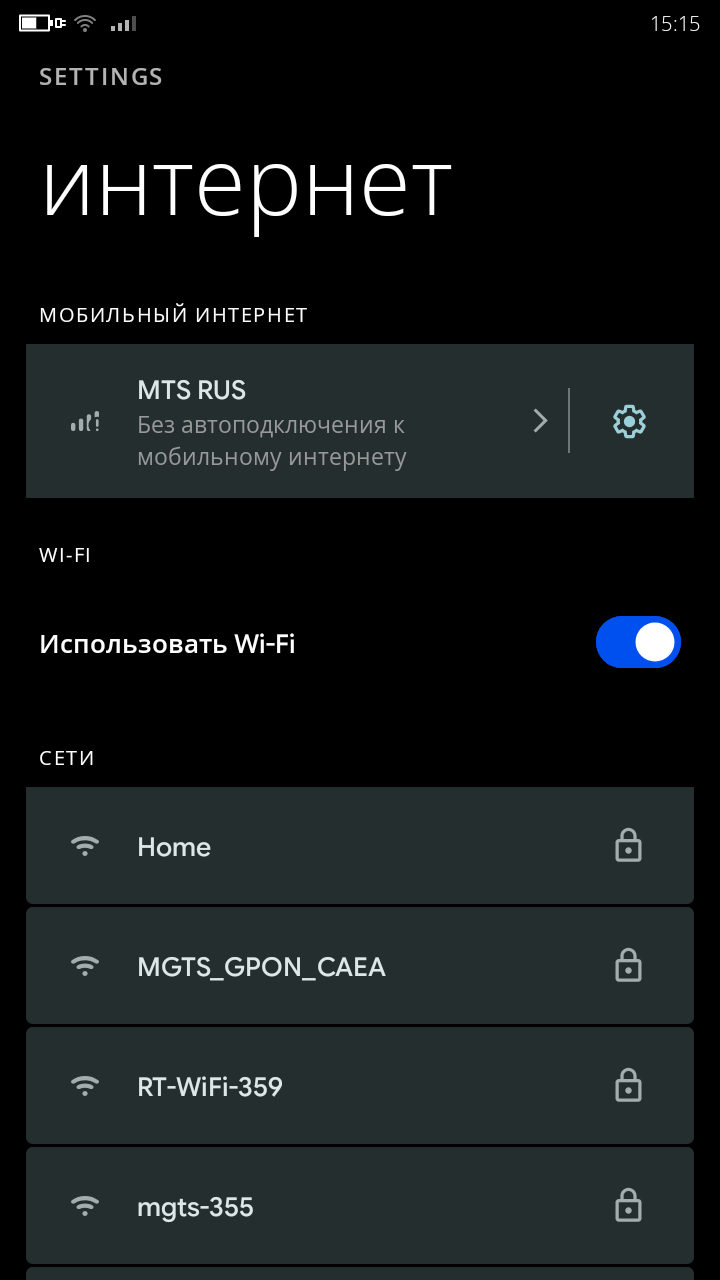 15:15
SETTINGS
интернет
МОБИЛЬНЫЙ ИНТЕРНЕТ
MTS RUS
Без автоподключения к
мобильному интернету
WI-FI
Использовать Wi-Fi
СЕТИ
Home
MGTS_GPON_CAEA
RT-WiFi-359
mgts-355